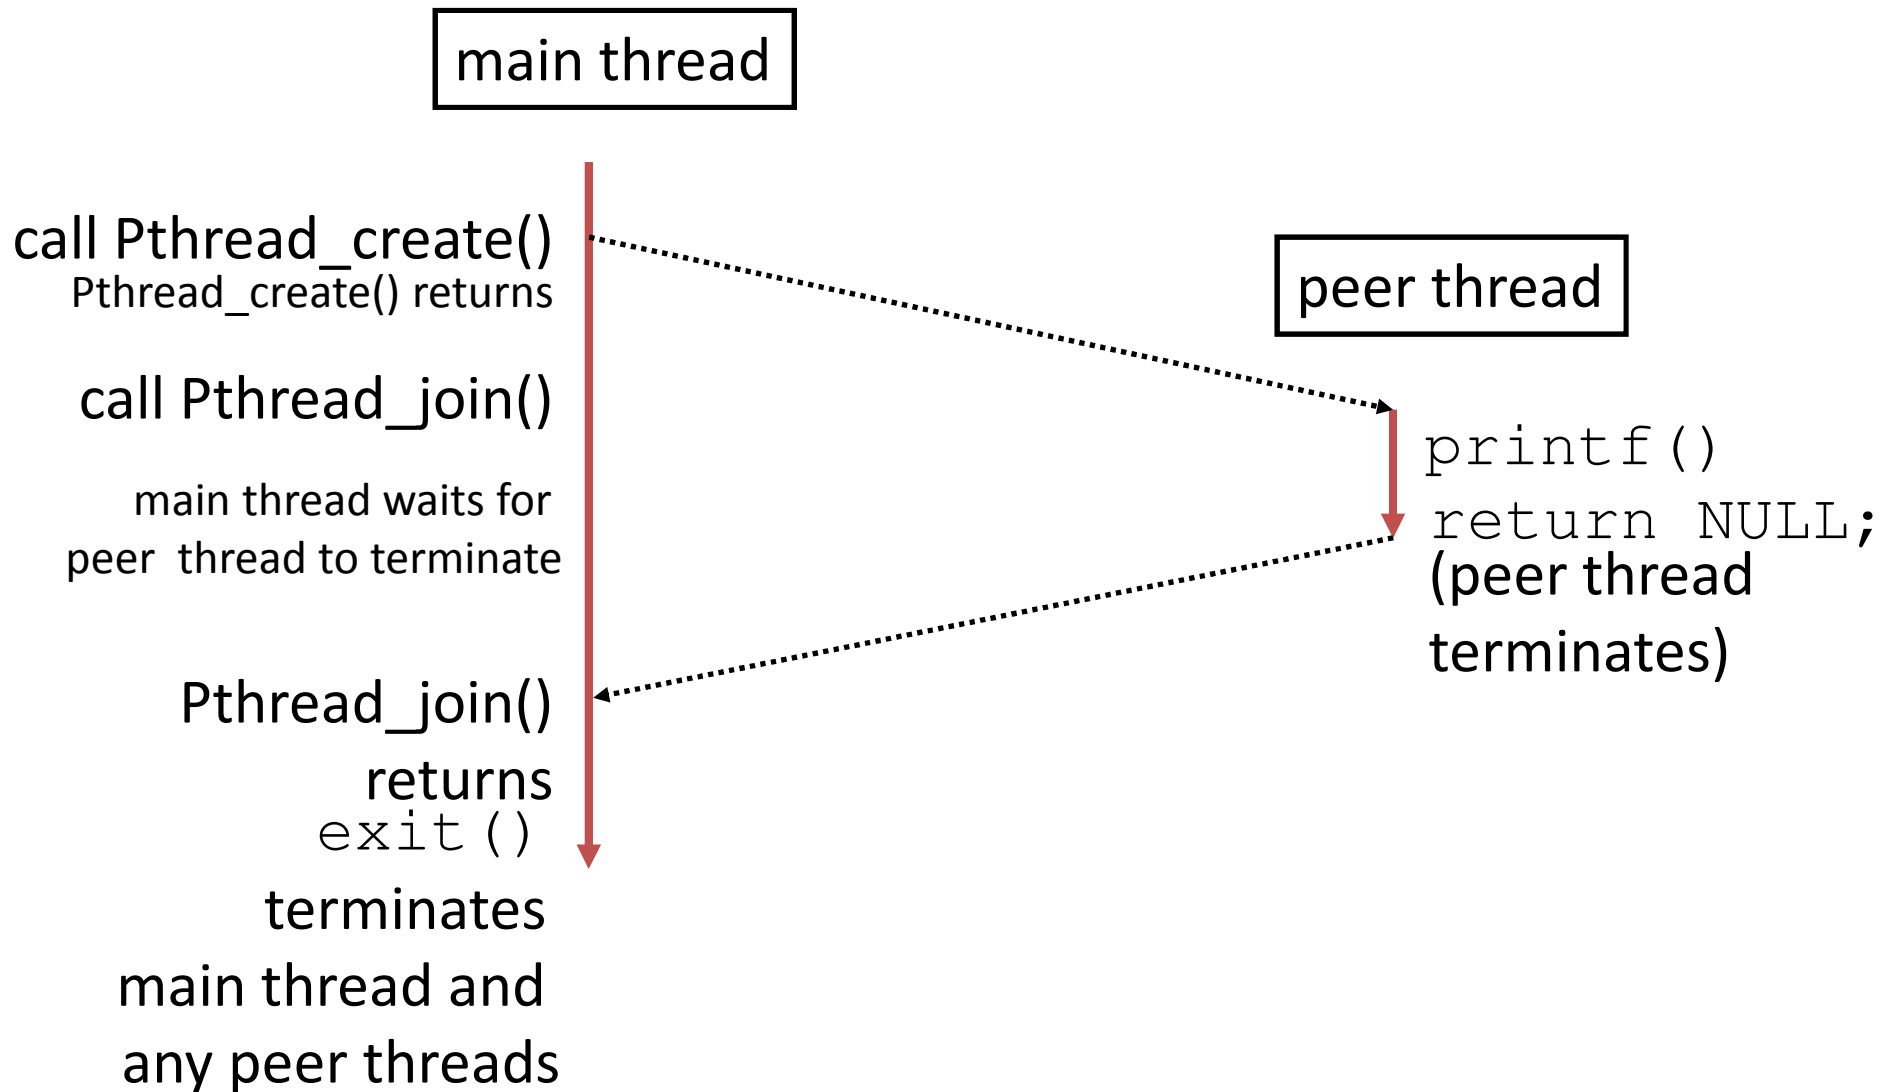 main thread
call Pthread_create()
Pthread_create() returns
peer thread
call Pthread_join()
printf()
main thread waits for
peer thread to terminate
return NULL;
(peer thread
terminates)
Pthread_join()
returns
exit()
terminates
main thread and
any peer threads